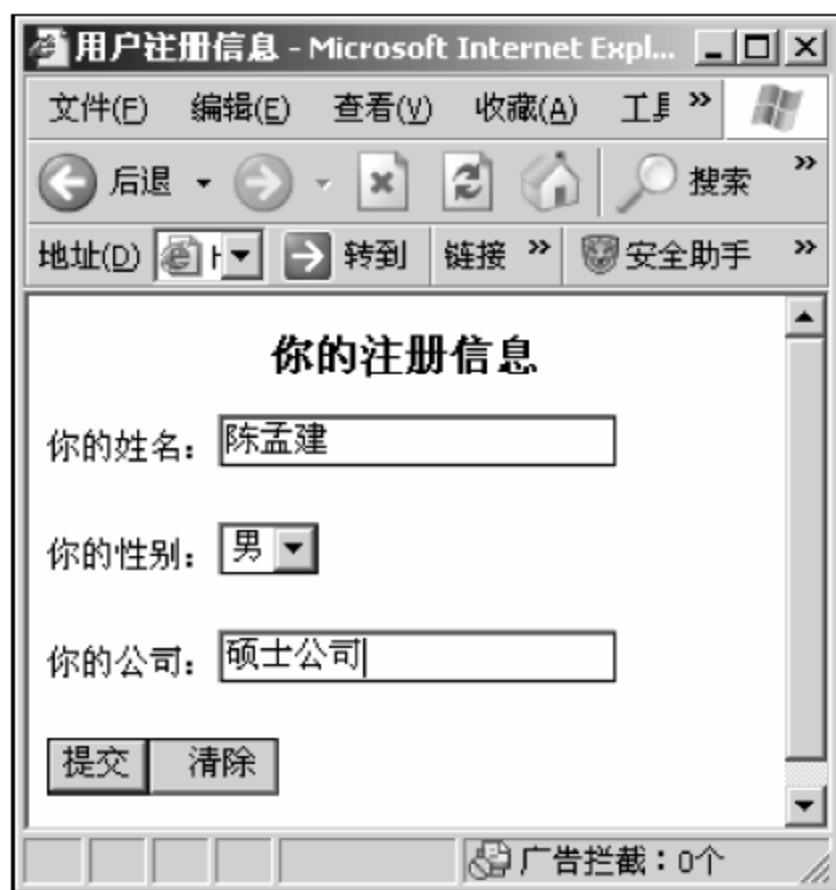 用户注册信息 - Microsoft Internet Expl...
文件(F) 编辑(E) 查看(V) 收藏(A) 工具 »
后退 搜索 »
地址(D) 转到 链接 » 安全助手 »
你的注册信息
你的姓名: 陈孟建
你的性别: 男
你的公司: 硕士公司
提交 清除
广告拦截:0个